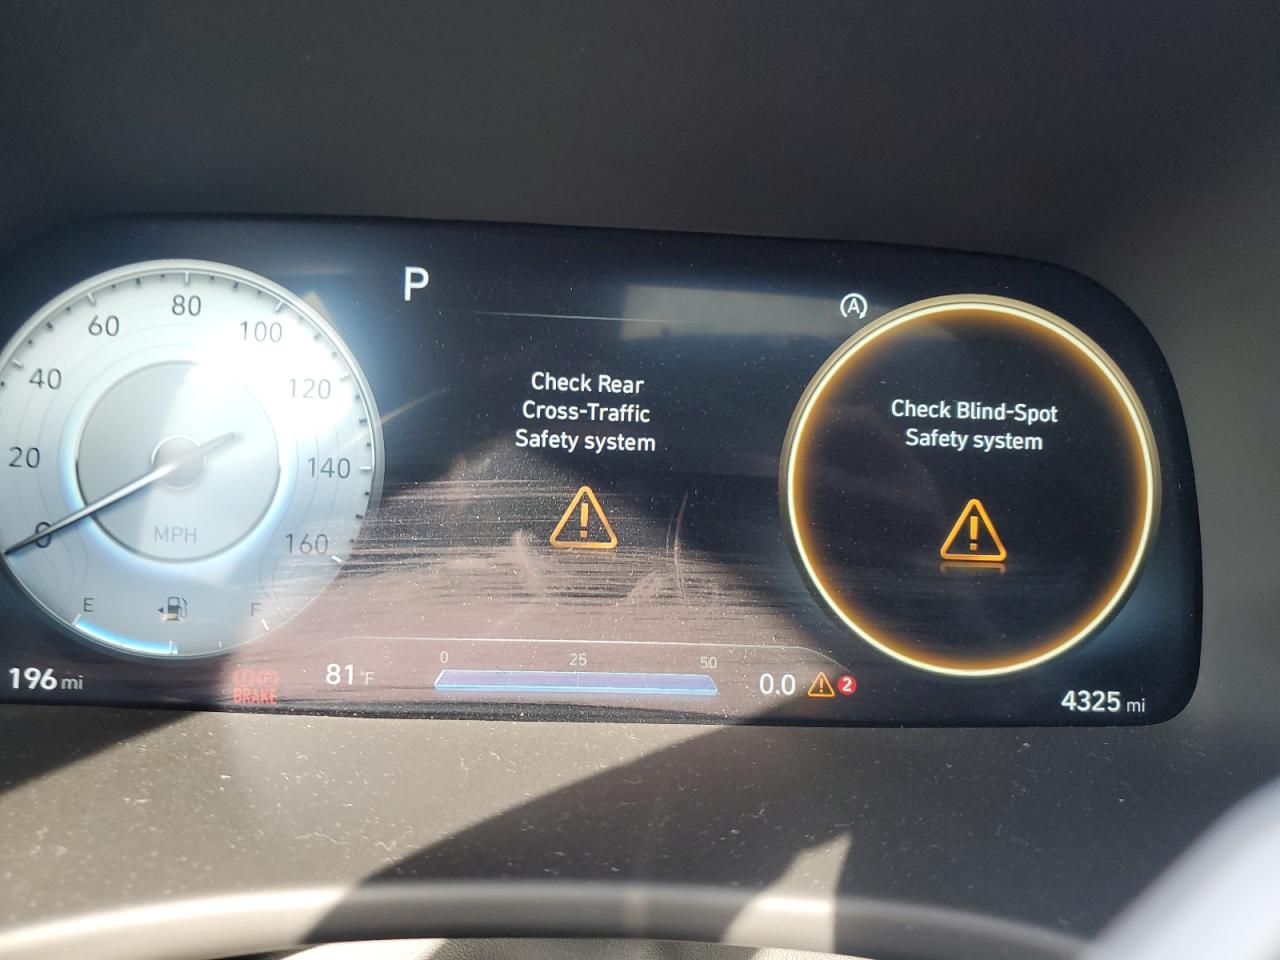 P
80
60
100
40
120
20
140
0
MPH
160
E
F
196 mi
BRAKE
81°F
Check Rear
Cross-Traffic
Safety system
0 25 50
0.0
2
A
Check Blind-Spot
Safety system
4325 mi